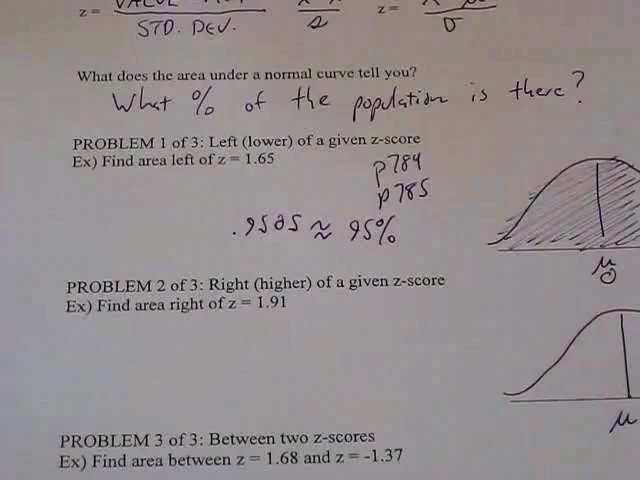 z =
STD. DEV.
s
z =
σ
What does the area under a normal curve tell you?
What % of the population is there?
PROBLEM 1 of 3: Left (lower) of a given z-score
Ex) Find area left of z = 1.65
p784
p785
.9505 ≈ 95%
μ
0
PROBLEM 2 of 3: Right (higher) of a given z-score
Ex) Find area right of z = 1.91
μ
PROBLEM 3 of 3: Between two z-scores
Ex) Find area between z = 1.68 and z = -1.37